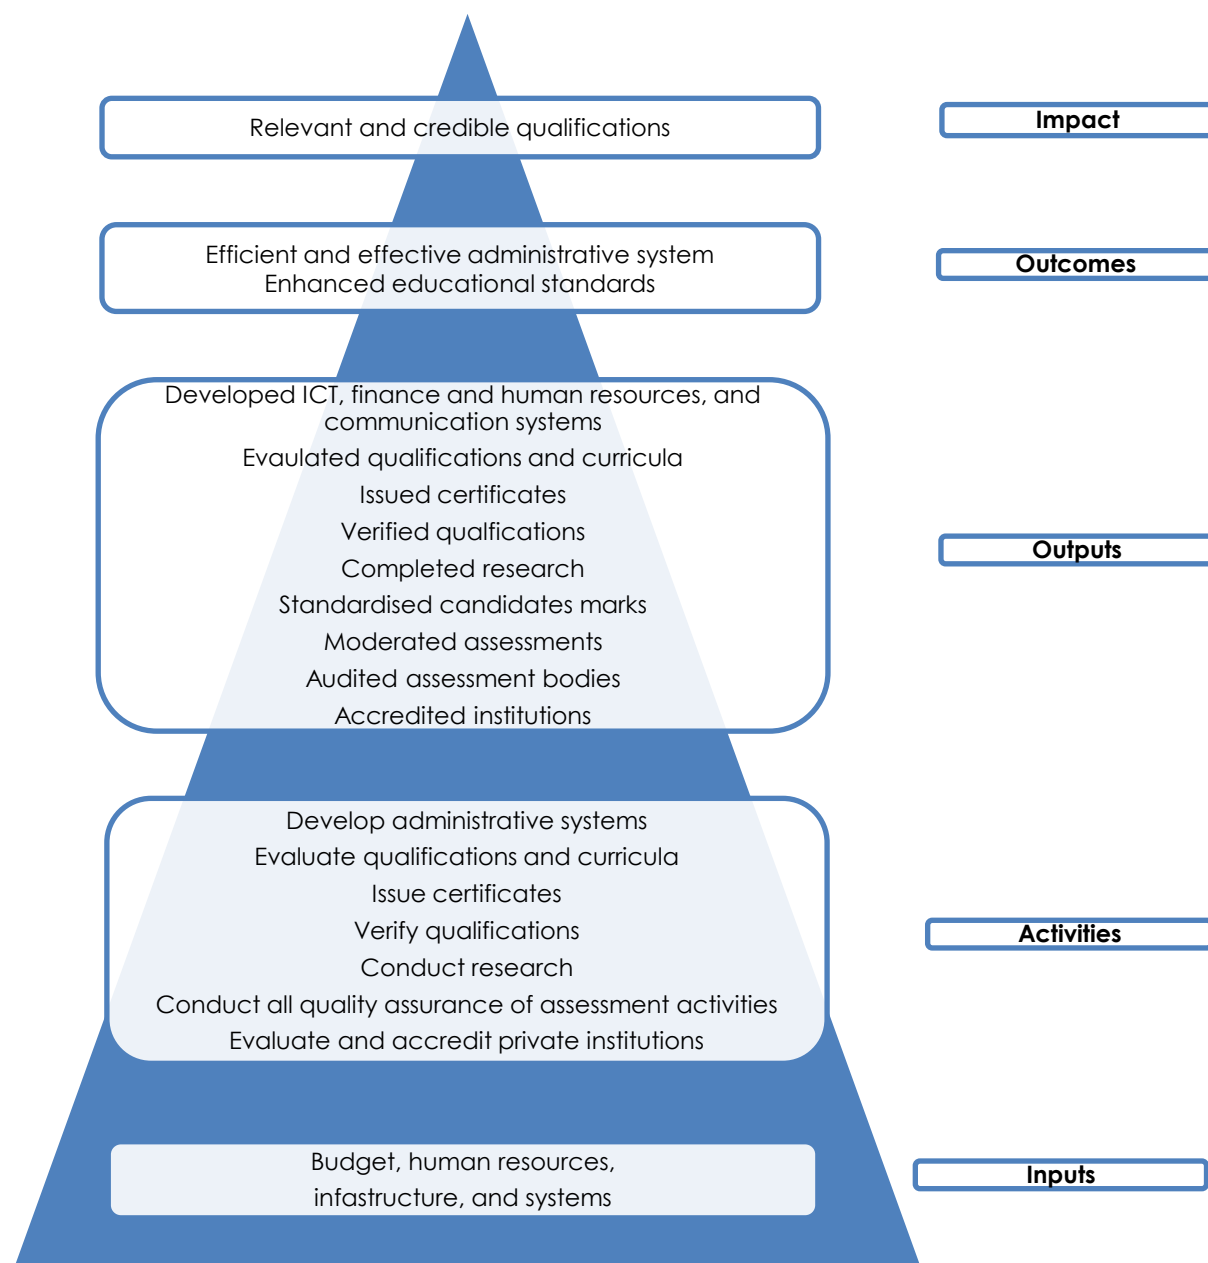 Relevant and credible qualifications
Impact
Efficient and effective administrative system
Enhanced educational standards
Outcomes
Developed ICT, finance and human resources, and
communication systems
Evaulated qualifications and curricula
Issued certificates
Verified qualfications
Completed research
Standardised candidates marks
Moderated assessments
Audited assessment bodies
Accredited institutions
Outputs
Develop administrative systems
Evaluate qualifications and curricula
Issue certificates
Verify qualifications
Conduct research
Conduct all quality assurance of assessment activities
Evaluate and accredit private institutions
Activities
Budget, human resources,
infastructure, and systems
Inputs